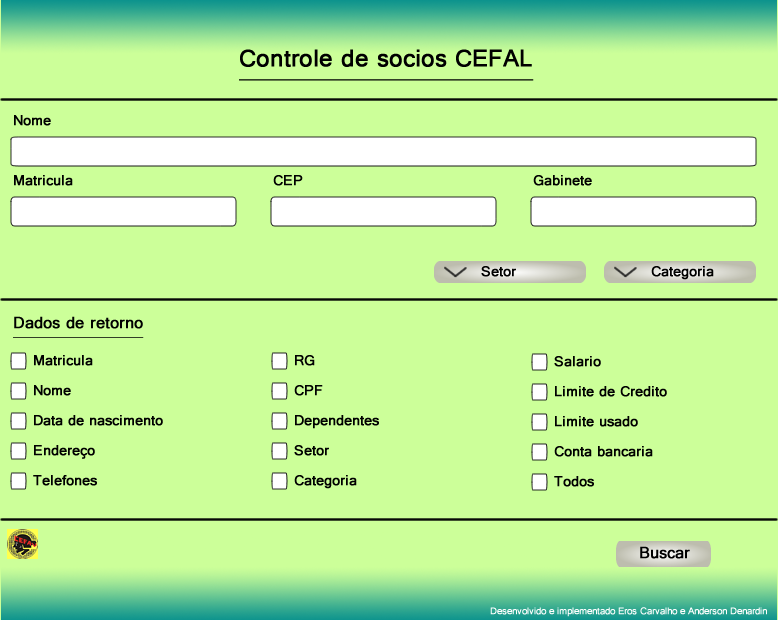 Controle de socios CEFAL
Nome
Matricula CEP Gabinete
Setor Categoria
Dados de retorno
Matricula RG Salario
Nome CPF Limite de Credito
Data de nascimento Dependentes Limite usado
Endereço Setor Conta bancaria
Telefones Categoria Todos
Buscar
Desenvolvido e implementado Eros Carvalho e Anderson Denardin